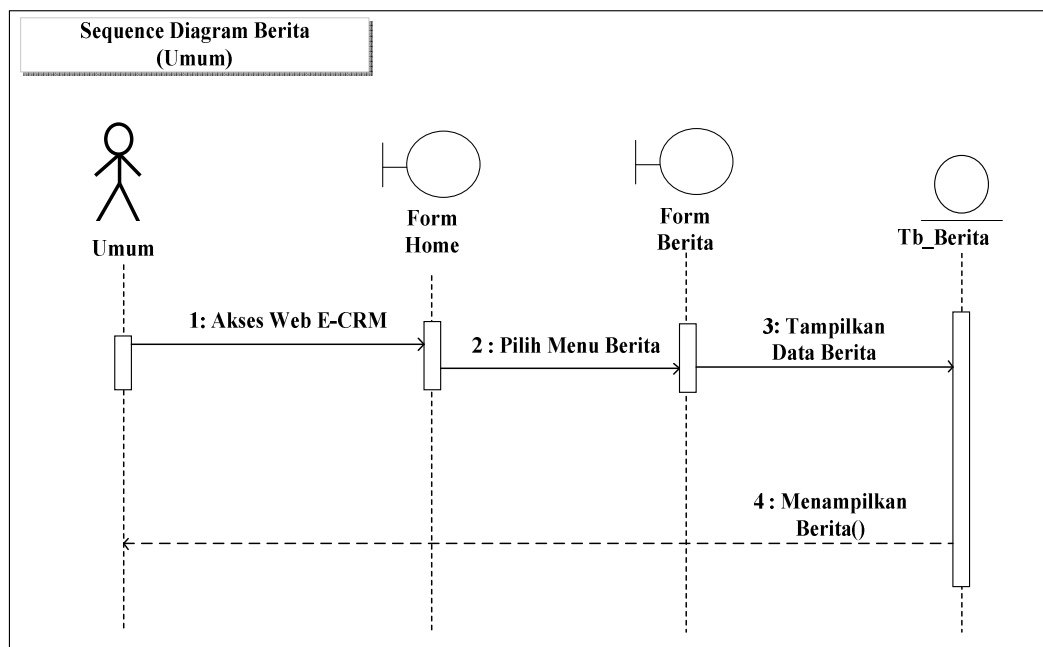 Sequence Diagram Berita
(Umum)
Umum
Form
Home
Form
Berita
Tb_Berita
1: Akses Web E-CRM
2 : Pilih Menu Berita
3: Tampilkan
Data Berita
4 : Menampilkan
Berita()